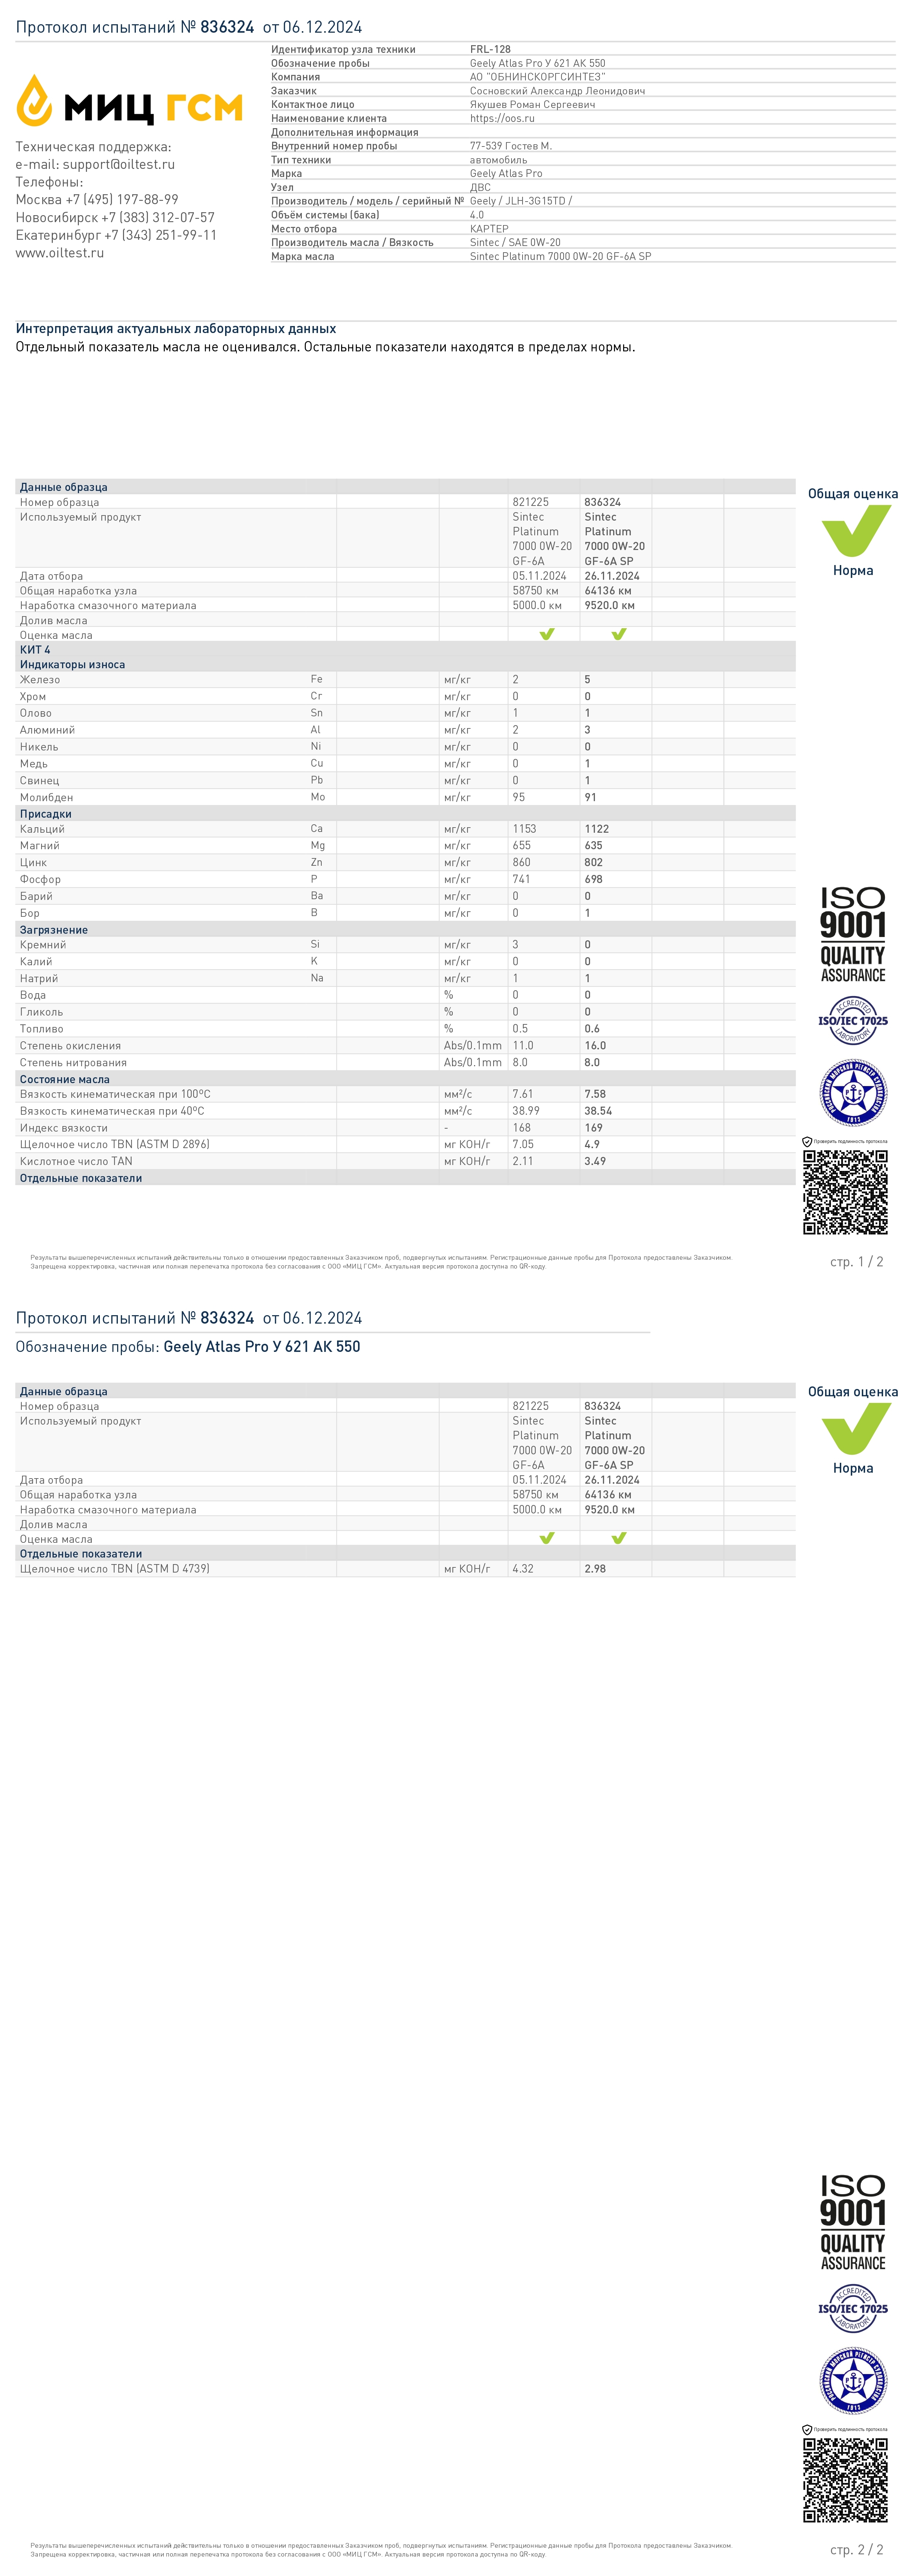 Протокол испытаний № 836324 от 06.12.2024
МИЦ ГСМ
Техническая поддержка:
e-mail: support@oiltest.ru
Телефоны:
Москва +7 (495) 197-88-99
Новосибирск +7 (383) 312-07-57
Екатеринбург +7 (343) 251-99-11
www.oiltest.ru
Идентификатор узла техники FRL-128
Обозначение пробы Geely Atlas Pro У 621 АК 550
Компания АО "ОБНИНСКОРГСИНТЕЗ"
Заказчик Сосновский Александр Леонидович
Контактное лицо Якушев Роман Сергеевич
Наименование клиента https://oos.ru
Дополнительная информация
Внутренний номер пробы 77-539 Гостев М.
Тип техники автомобиль
Марка Geely Atlas Pro
Узел ДВС
Производитель / модель / серийный № Geely / JLH-3G15TD /
Объём системы (бака) 4.0
Место отбора КАРТЕР
Производитель масла / Вязкость Sintec / SAE 0W-20
Марка масла Sintec Platinum 7000 0W-20 GF-6A SP
Интерпретация актуальных лабораторных данных
Отдельный показатель масла не оценивался. Остальные показатели находятся в пределах нормы.
Данные образца
Общая оценка
Норма
Номер образца 821225 836324
Используемый продукт Sintec Sintec
Platinum Platinum
7000 0W-20 7000 0W-20
GF-6A GF-6A SP
Дата отбора 05.11.2024 26.11.2024
Общая наработка узла 58750 км 64136 км
Наработка смазочного материала 5000.0 км 9520.0 км
Долив масла
Оценка масла
КИТ 4
Индикаторы износа
Железо Fe мг/кг 2 5
Хром Cr мг/кг 0 0
Олово Sn мг/кг 1 1
Алюминий Al мг/кг 2 3
Никель Ni мг/кг 0 0
Медь Cu мг/кг 0 1
Свинец Pb мг/кг 0 1
Молибден Mo мг/кг 95 91
Присадки
Кальций Ca мг/кг 1153 1122
Магний Mg мг/кг 655 635
Цинк Zn мг/кг 860 802
Фосфор P мг/кг 741 698
Барий Ba мг/кг 0 0
Бор B мг/кг 0 1
Загрязнение
Кремний Si мг/кг 3 0
Калий K мг/кг 0 0
Натрий Na мг/кг 1 1
Вода % 0 0
Гликоль % 0 0
Топливо % 0.5 0.6
Степень окисления Abs/0.1mm 11.0 16.0
Степень нитрования Abs/0.1mm 8.0 8.0
Состояние масла
Вязкость кинематическая при 100ºС мм²/с 7.61 7.58
Вязкость кинематическая при 40ºС мм²/с 38.99 38.54
Индекс вязкости - 168 169
Щелочное число TBN (ASTM D 2896) мг КОН/г 7.05 4.9
Кислотное число TAN мг КОН/г 2.11 3.49
Отдельные показатели
ISO
9001
QUALITY
ASSURANCE
ACCREDITED
ISO/IEC 17025
LABORATORY
Проверить подлинность протокола
Результаты вышеперечисленных испытаний действительны только в отношении предоставленных Заказчиком проб, подвергнутых испытаниям. Регистрационные данные пробы для Протокола предоставлены Заказчиком.
Запрещена корректировка, частичная или полная перепечатка протокола без согласования с ООО «МИЦ ГСМ». Актуальная версия протокола доступна по QR-коду.
стр. 1 / 2
Протокол испытаний № 836324 от 06.12.2024
Обозначение пробы: Geely Atlas Pro У 621 АК 550
Данные образца
Общая оценка
Норма
Номер образца 821225 836324
Используемый продукт Sintec Sintec
Platinum Platinum
7000 0W-20 7000 0W-20
GF-6A GF-6A SP
Дата отбора 05.11.2024 26.11.2024
Общая наработка узла 58750 км 64136 км
Наработка смазочного материала 5000.0 км 9520.0 км
Долив масла
Оценка масла
Отдельные показатели
Щелочное число TBN (ASTM D 4739) мг КОН/г 4.32 2.98
ISO
9001
QUALITY
ASSURANCE
ACCREDITED
ISO/IEC 17025
LABORATORY
Проверить подлинность протокола
Результаты вышеперечисленных испытаний действительны только в отношении предоставленных Заказчиком проб, подвергнутых испытаниям. Регистрационные данные пробы для Протокола предоставлены Заказчиком.
Запрещена корректировка, частичная или полная перепечатка протокола без согласования с ООО «МИЦ ГСМ». Актуальная версия протокола доступна по QR-коду.
стр. 2 / 2